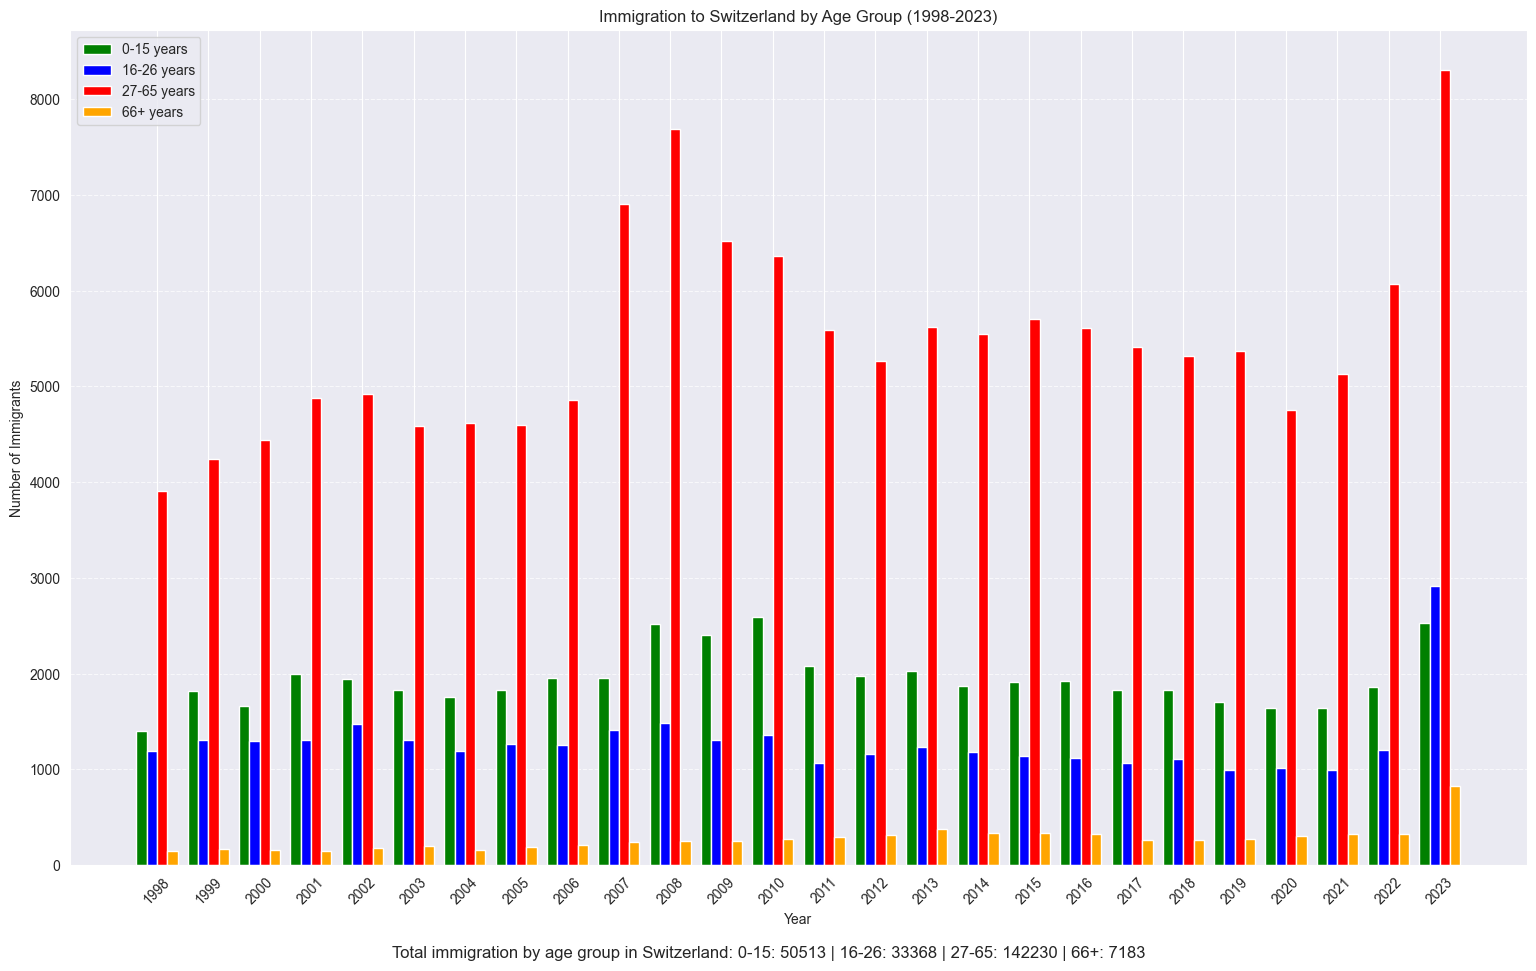 Immigration to Switzerland by Age Group (1998-2023)
0-15 years
16-26 years
27-65 years
66+ years
Number of Immigrants
8000
7000
6000
5000
4000
3000
2000
1000
0
1998 1999 2000 2001 2002 2003 2004 2005 2006 2007 2008 2009 2010 2011 2012 2013 2014 2015 2016 2017 2018 2019 2020 2021 2022 2023
Year
Total immigration by age group in Switzerland: 0-15: 50513 | 16-26: 33368 | 27-65: 142230 | 66+: 7183